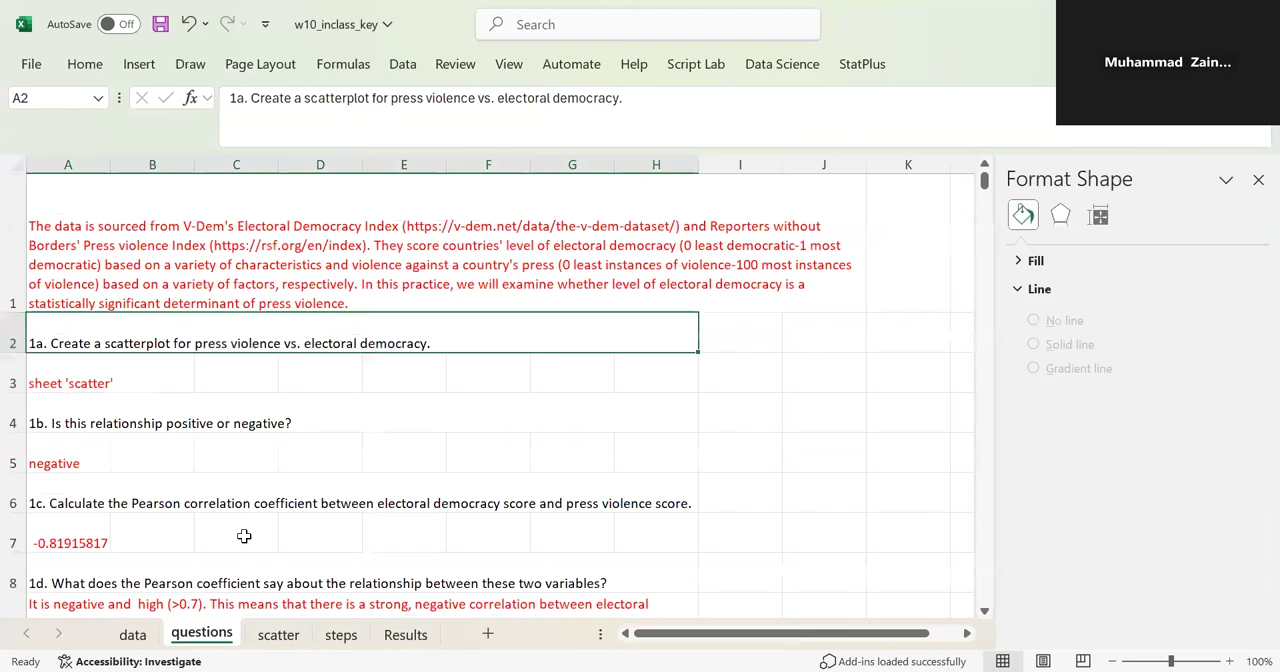 AutoSave Off w10_inclass_key Search
Muhammad Zain...
File Home Insert Draw Page Layout Formulas Data Review View Automate Help Script Lab Data Science StatPlus
A2 fx 1a. Create a scatterplot for press violence vs. electoral democracy.
A B C D E F G H I J K
Format Shape
Fill
Line
No line
Solid line
Gradient line
The data is sourced from V-Dem's Electoral Democracy Index (https://v-dem.net/data/the-v-dem-dataset/) and Reporters without
Borders' Press violence Index (https://rsf.org/en/index). They score countries' level of electoral democracy (0 least democratic-1 most
democratic) based on a variety of characteristics and violence against a country's press (0 least instances of violence-100 most instances
of violence) based on a variety of factors, respectively. In this practice, we will examine whether level of electoral democracy is a
1 statistically significant determinant of press violence.
2 1a. Create a scatterplot for press violence vs. electoral democracy.
3 sheet 'scatter'
4 1b. Is this relationship positive or negative?
5 negative
6 1c. Calculate the Pearson correlation coefficient between electoral democracy score and press violence score.
7 -0.81915817
8 1d. What does the Pearson coefficient say about the relationship between these two variables?
It is negative and  high (>0.7). This means that there is a strong, negative correlation between electoral
data questions scatter steps Results
Ready Accessibility: Investigate Add-ins loaded successfully 100%